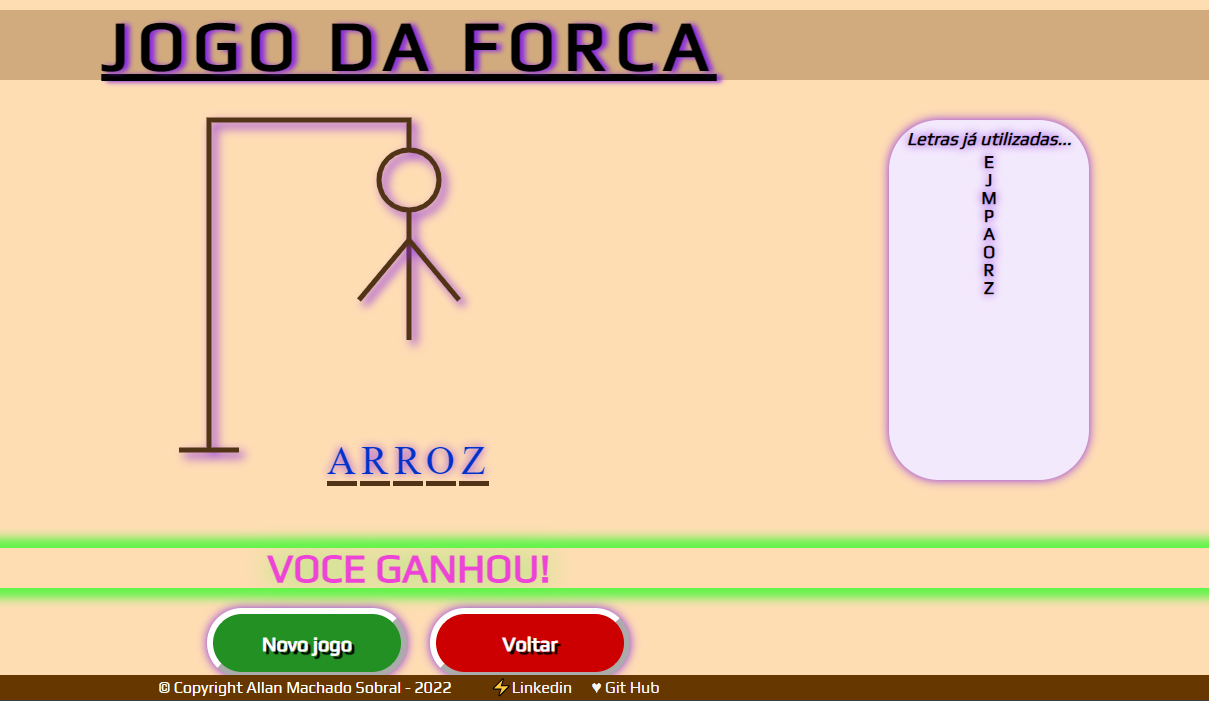 JOGO DA FORCA
Letras já utilizadas...
E
J
M
P
A
O
R
Z
ARROZ
VOCE GANHOU!
Novo jogo Voltar
© Copyright Allan Machado Sobral - 2022 ⚡Linkedin ♥ Git Hub